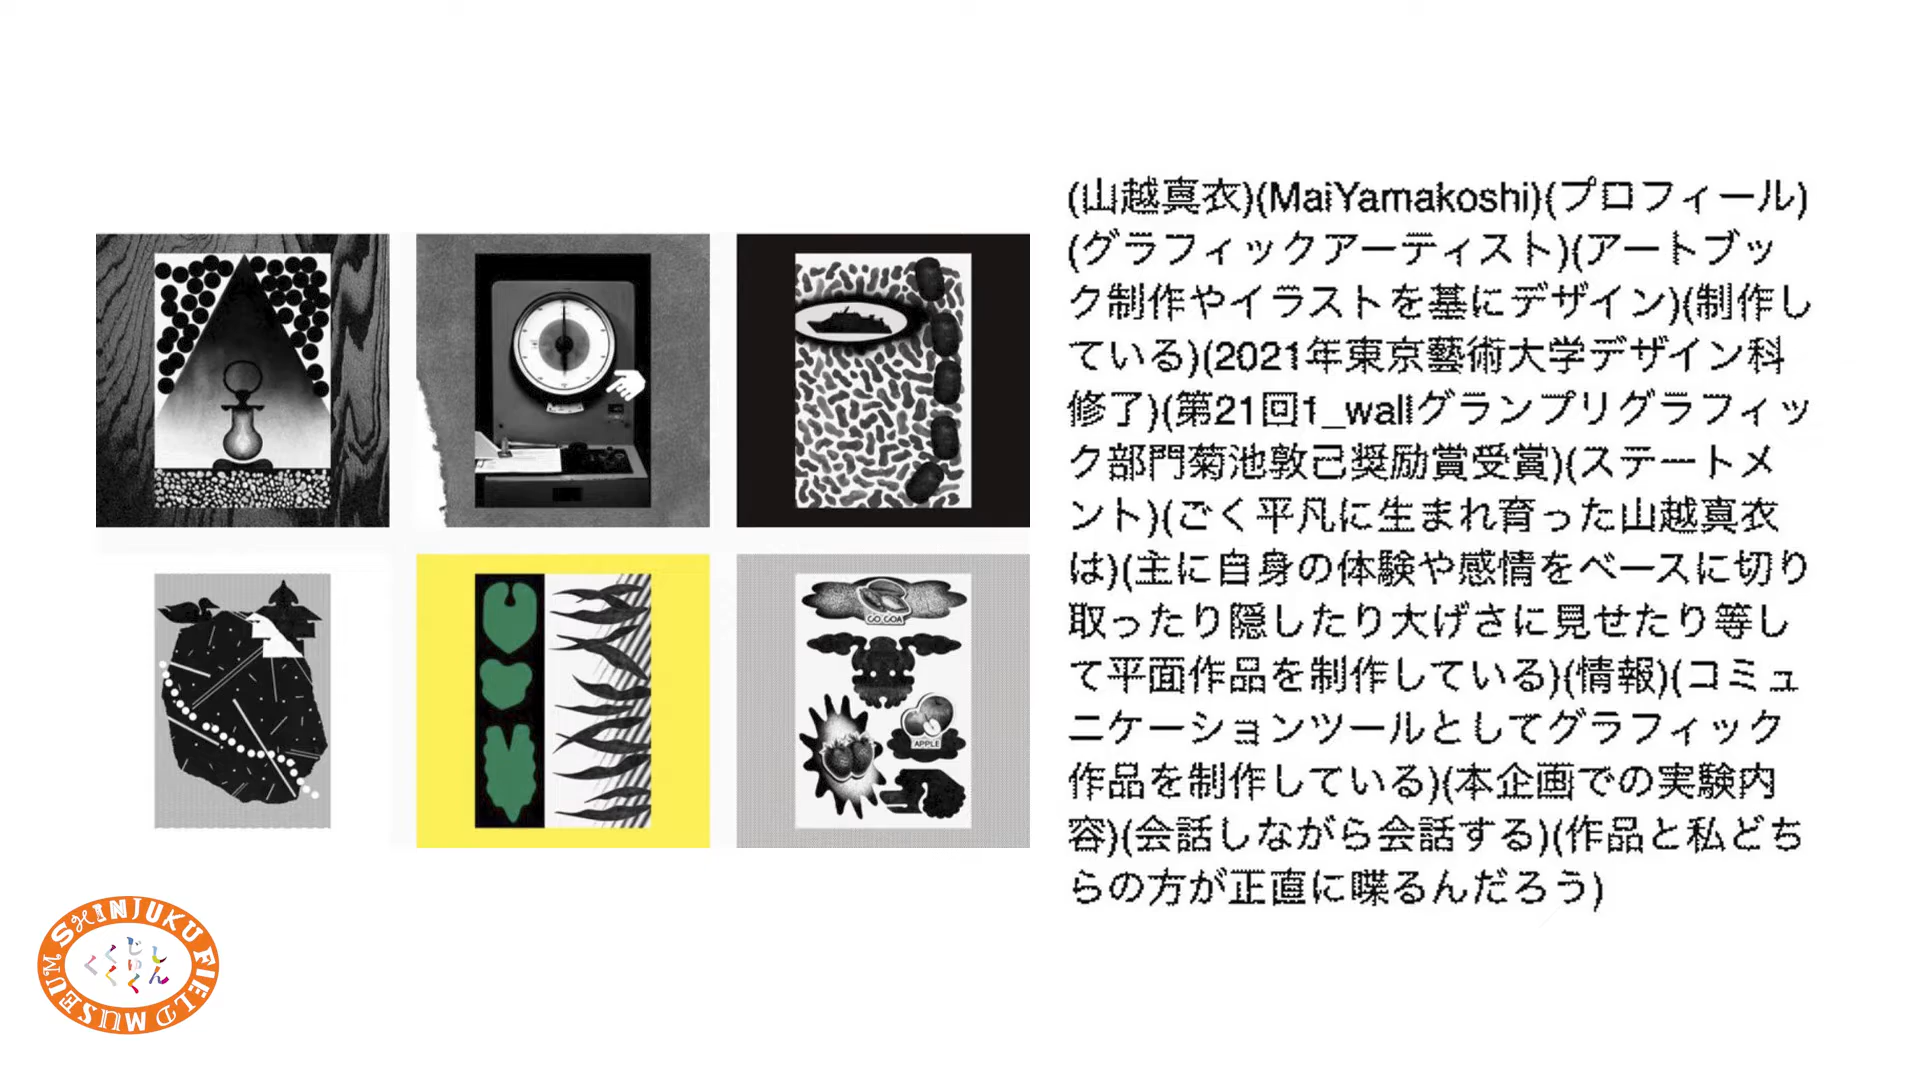 (山越真衣)(MaiYamakoshi)(プロフィール)
(グラフィックアーティスト)(アートブッ
ク制作やイラストを基にデザイン)(制作し
ている)(2021年東京藝術大学デザイン科
修了)(第21回1_wallグランプリグラフィッ
ク部門菊池敦己奨励賞受賞)(ステートメ
ント)(ごく平凡に生まれ育った山越真衣
は)(主に自身の体験や感情をベースに切り
取ったり隠したり大げさに見せたり等し
て平面作品を制作している)(情報)(コミュ
ニケーションツールとしてグラフィック
作品を制作している)(本企画での実験内
容)(会話しながら会話する)(作品と私どち
らの方が正直に喋るんだろう)
CO.COA
APPLE
SHINJUKU FIELD MUSEUM
しん
じゅく
くくくく